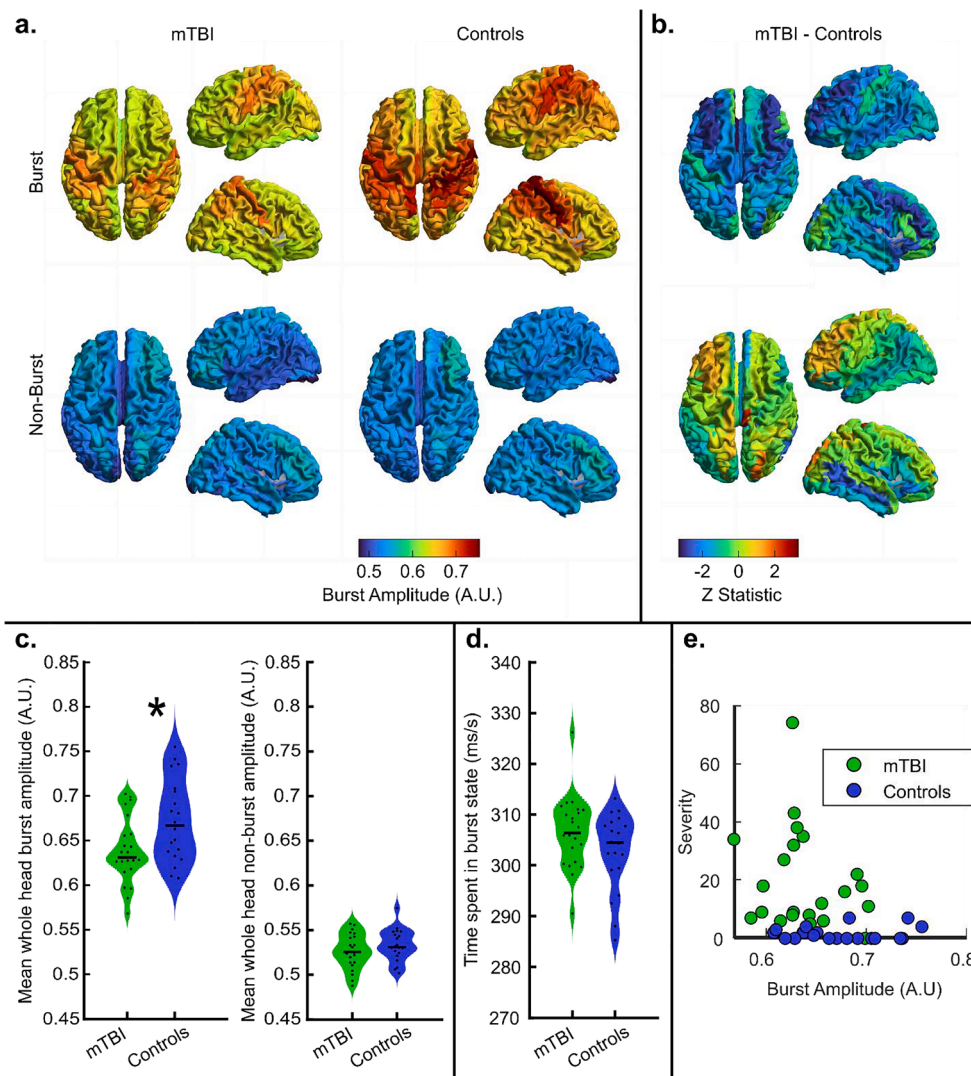 a.
mTBI
Controls
Burst
Non-Burst
0.5 0.6 0.7
Burst Amplitude (A.U.)
b.
mTBI - Controls
-2 0 2
Z Statistic
c.
Mean whole head burst amplitude (A.U.)
0.85
0.8
0.75
0.7
0.65
0.6
0.55
0.5
0.45
*
mTBI
Controls
Mean whole head non-burst amplitude (A.U.)
0.85
0.8
0.75
0.7
0.65
0.6
0.55
0.5
0.45
mTBI
Controls
d.
Time spent in burst state (ms/s)
340
330
320
310
300
290
280
270
mTBI
Controls
e.
Severity
80
60
40
20
0
mTBI
Controls
0.6 0.7 0.8
Burst Amplitude (A.U)